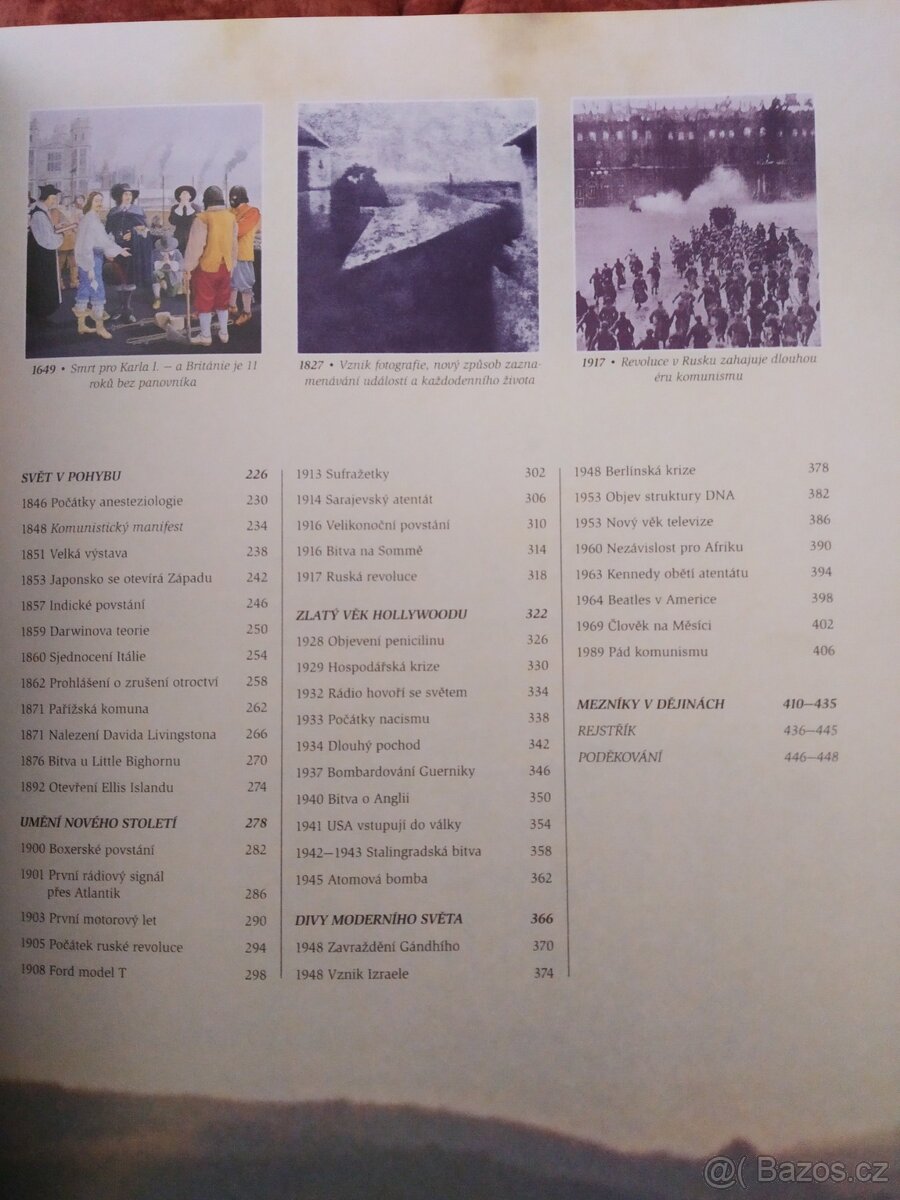 1649 • Smrt pro Karla I. – a Británie je 11
roků bez panovníka
1827 • Vznik fotografie, nový způsob zazna-
menávání událostí a každodenního života
1917 • Revoluce v Rusku zahajuje dlouhou
éru komunismu
SVĚT V POHYBU 226
1846 Počátky anesteziologie 230
1848 Komunistický manifest 234
1851 Velká výstava 238
1853 Japonsko se otevírá Západu 242
1857 Indické povstání 246
1859 Darwinova teorie 250
1860 Sjednocení Itálie 254
1862 Prohlášení o zrušení otroctví 258
1871 Pařížská komuna 262
1871 Nalezení Davida Livingstona 266
1876 Bitva u Little Bighornu 270
1892 Otevření Ellis Islandu 274
UMĚNÍ NOVÉHO STOLETÍ 278
1900 Boxerské povstání 282
1901 První rádiový signál
přes Atlantik 286
1903 První motorový let 290
1905 Počátek ruské revoluce 294
1908 Ford model T 298
1913 Sufražetky 302
1914 Sarajevský atentát 306
1916 Velikonoční povstání 310
1916 Bitva na Sommě 314
1917 Ruská revoluce 318
ZLATÝ VĚK HOLLYWOODU 322
1928 Objevení penicilinu 326
1929 Hospodářská krize 330
1932 Rádio hovoří se světem 334
1933 Počátky nacismu 338
1934 Dlouhý pochod 342
1937 Bombardování Guerniky 346
1940 Bitva o Anglii 350
1941 USA vstupují do války 354
1942–1943 Stalingradská bitva 358
1945 Atomová bomba 362
DIVY MODERNÍHO SVĚTA 366
1948 Zavraždění Gándhího 370
1948 Vznik Izraele 374
1948 Berlínská krize 378
1953 Objev struktury DNA 382
1953 Nový věk televize 386
1960 Nezávislost pro Afriku 390
1963 Kennedy obětí atentátu 394
1964 Beatles v Americe 398
1969 Člověk na Měsíci 402
1989 Pád komunismu 406
MEZNÍKY V DĚJINÁCH 410–435
REJSTŘÍK 436–445
PODĚKOVÁNÍ 446–448
@( Bazos.cz